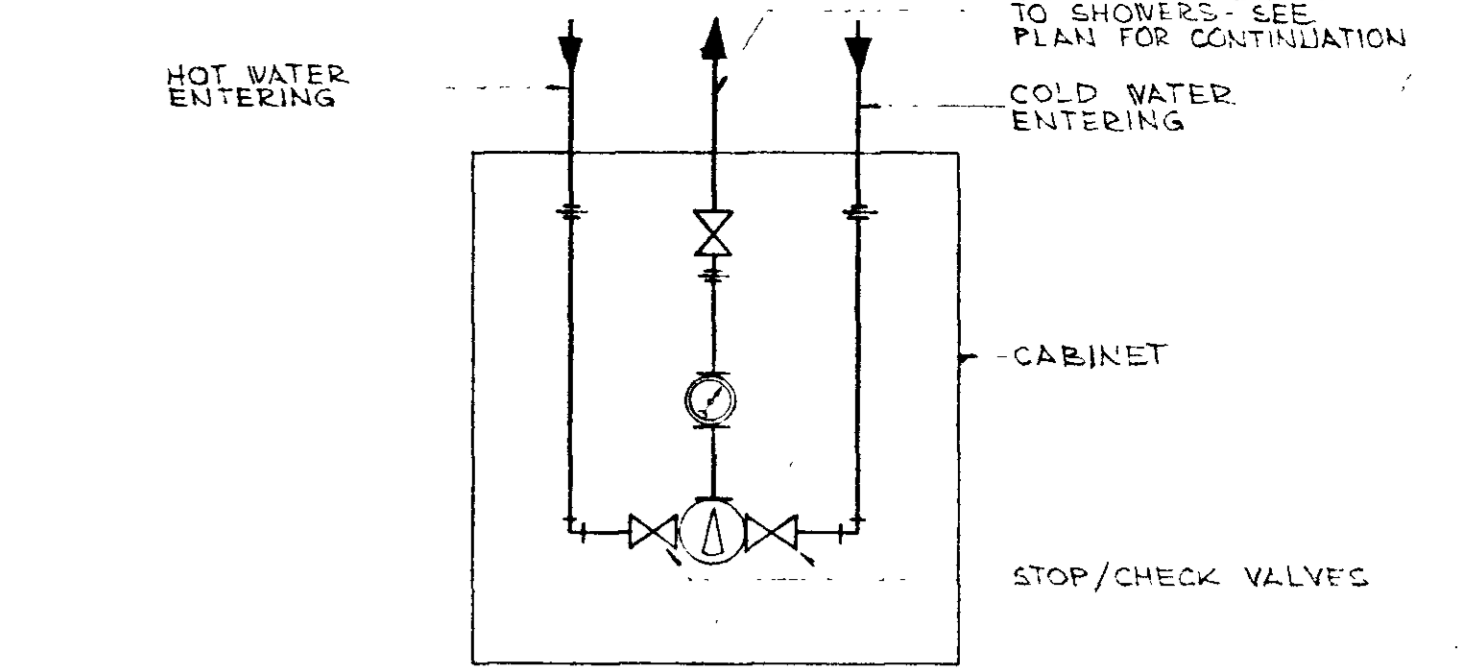 TO SHOWERS - SEE
PLAN FOR CONTINUATION
HOT WATER
ENTERING
COLD WATER
ENTERING
CABINET
STOP/CHECK VALVES